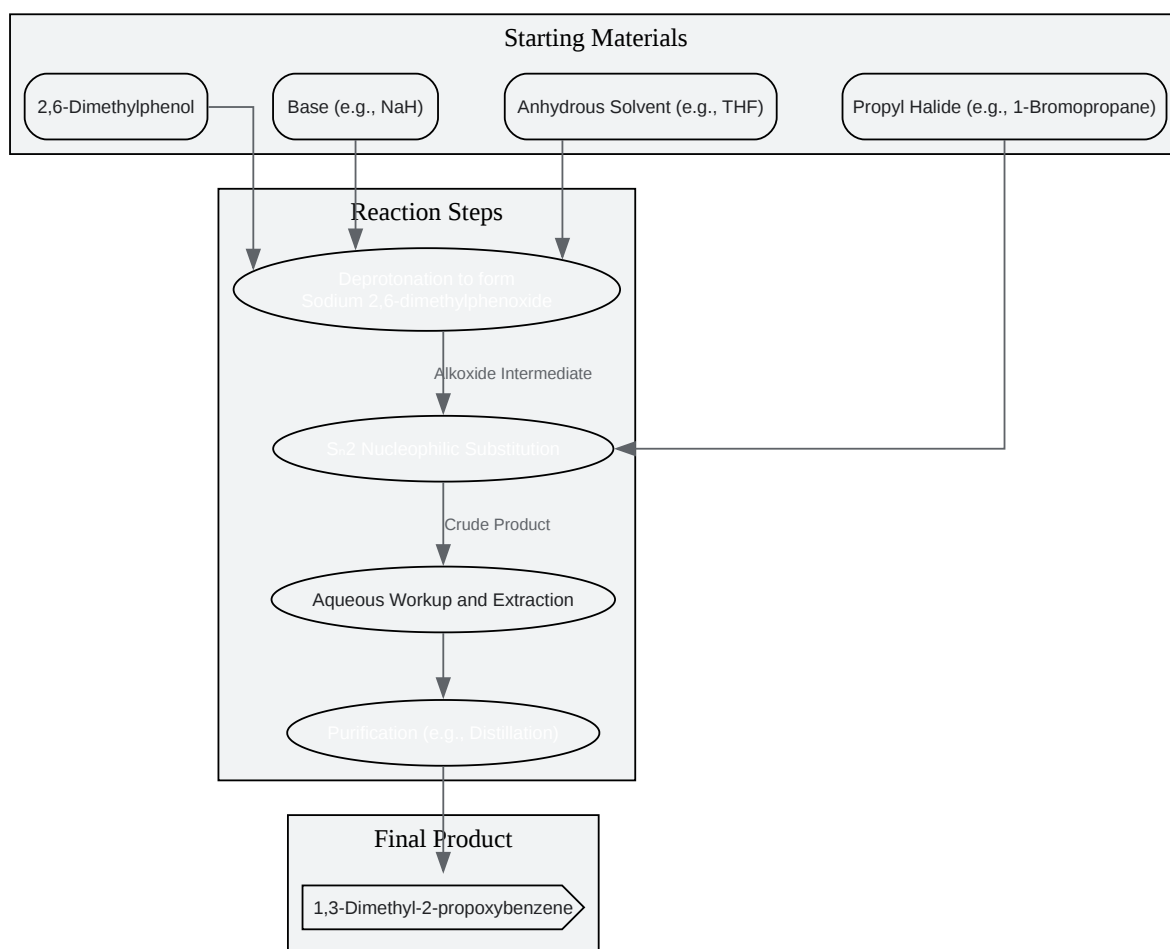 Starting Materials
2,6-Dimethylphenol
Base (e.g., NaH)
Anhydrous Solvent (e.g., THF)
Propyl Halide (e.g., 1-Bromopropane)
Reaction Steps
Deprotonation to form
Sodium 2,6-dimethylphenoxide
Alkoxide Intermediate
Nucleophilic Substitution
Crude Product
Aqueous Workup and Extraction
Purification (e.g., Distillation)
Final Product
1,3-Dimethyl-2-propoxybenzene